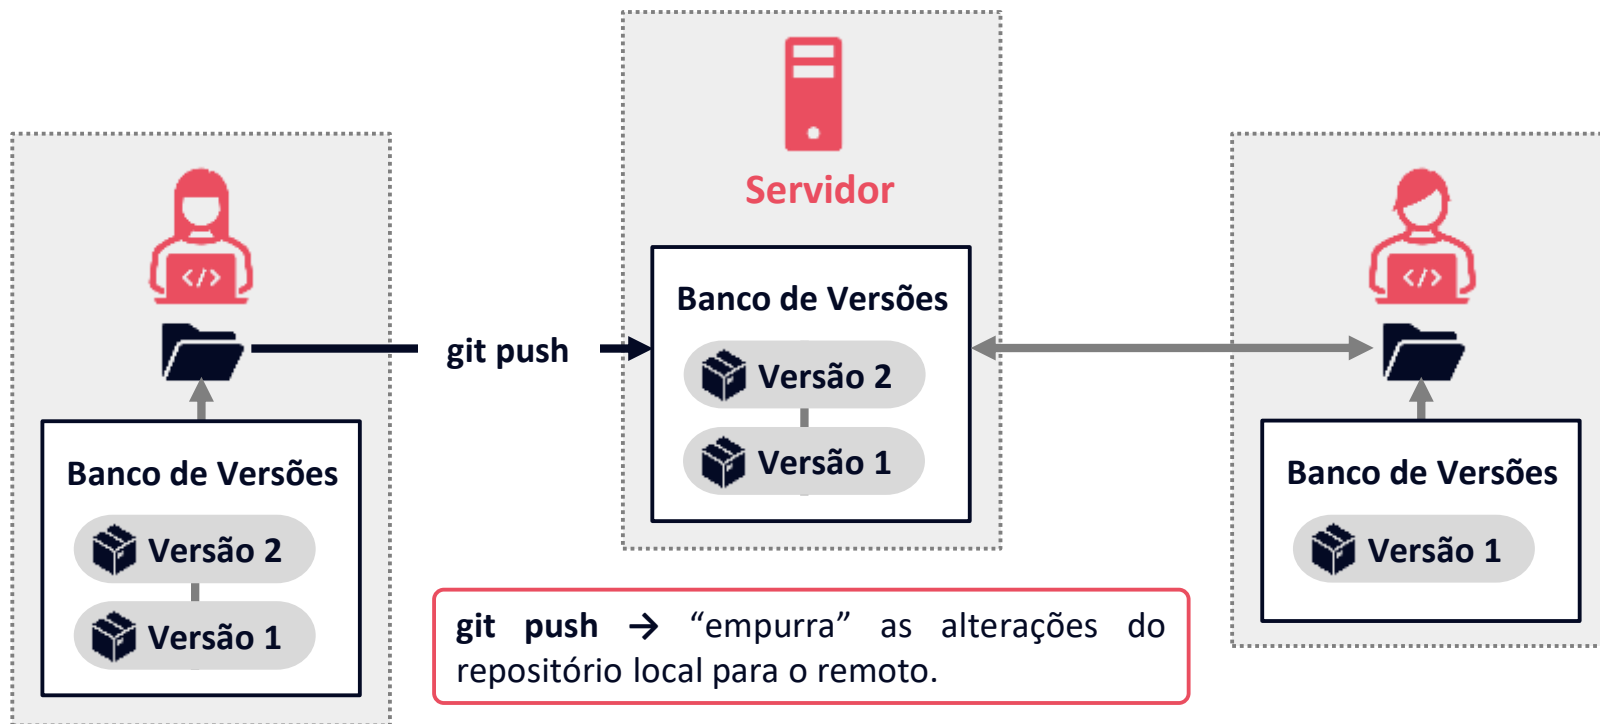 Servidor
</>
</>
Banco de Versões
git push
Versão 2
Versão 1
Banco de Versões
Versão 2
Versão 1
Banco de Versões
Versão 1
git push → “empurra” as alterações do
repositório local para o remoto.